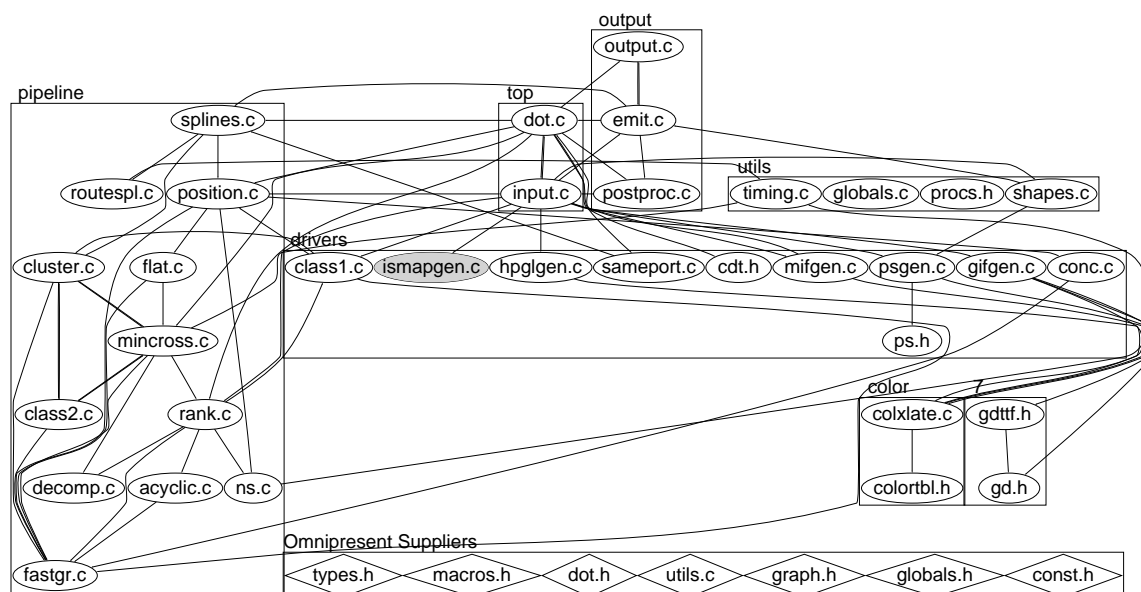 output
output.c
pipeline
top
splines.c
dot.c
emit.c
utils
routespl.c
position.c
input.c
postproc.c
timing.c
globals.c
procs.h
shapes.c
drivers
cluster.c
flat.c
class1.c
ismapgen.c
hpglgen.c
sameport.c
cdt.h
mifgen.c
psgen.c
gifgen.c
conc.c
mincross.c
ps.h
color
7
class2.c
rank.c
colxlate.c
gdttf.h
decomp.c
acyclic.c
ns.c
colortbl.h
gd.h
Omnipresent Suppliers
fastgr.c
types.h
macros.h
dot.h
utils.c
graph.h
globals.h
const.h